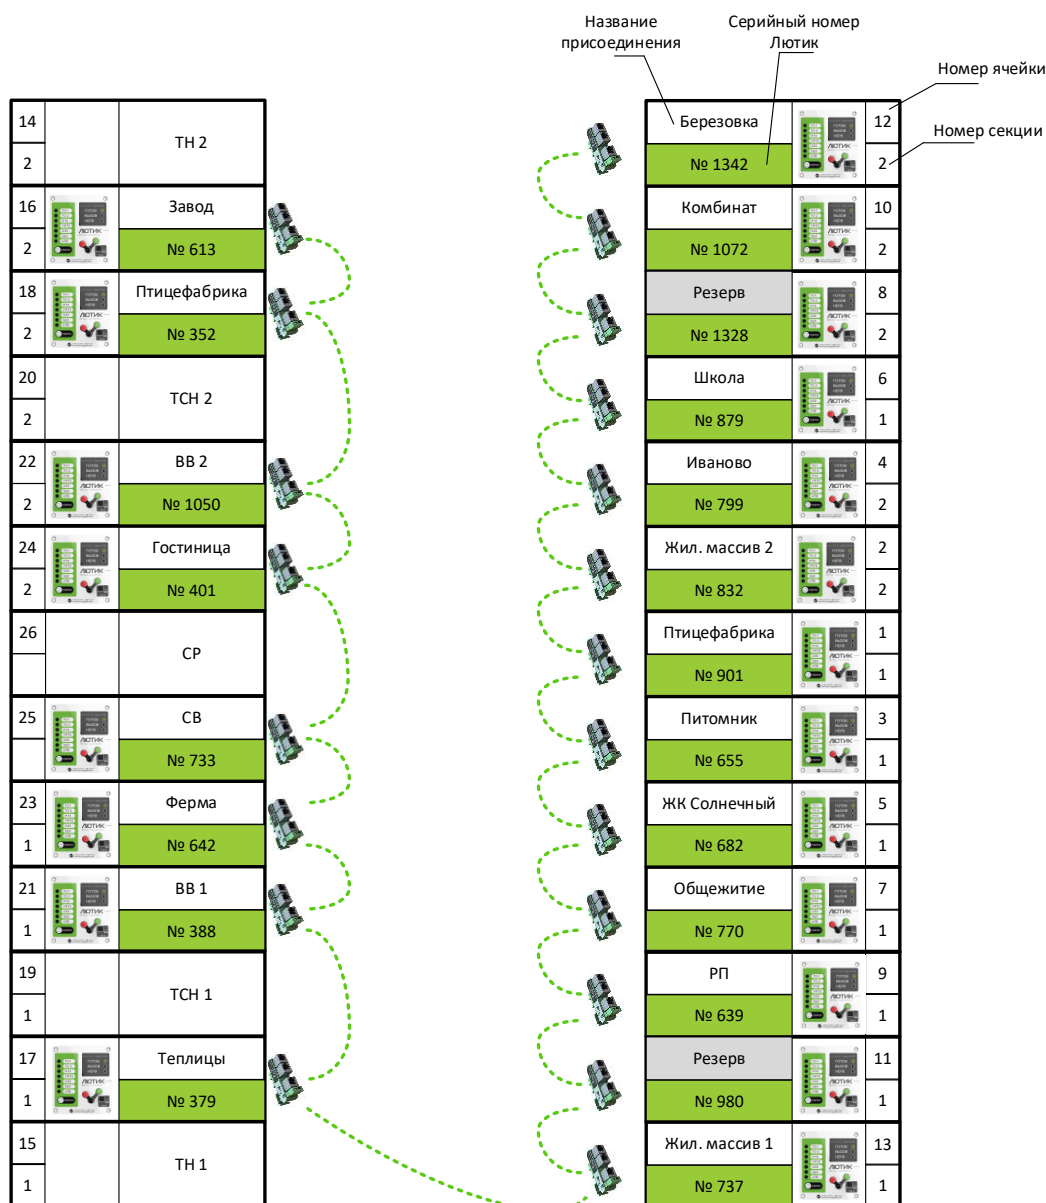 Название
присоединения
Серийный номер
Лютик
Номер ячейки
Номер секции
14
2
ТН 2
16
2
Завод
№ 613
18
2
Птицефабрика
№ 352
20
2
ТСН 2
22
2
ВВ 2
№ 1050
24
2
Гостиница
№ 401
26
СР
25
СВ
№ 733
23
1
Ферма
№ 642
21
1
ВВ 1
№ 388
19
1
ТСН 1
17
1
Теплицы
№ 379
15
1
ТН 1
Березовка
№ 1342
12
2
Комбинат
№ 1072
10
2
Резерв
№ 1328
8
2
Школа
№ 879
6
1
Иваново
№ 799
4
2
Жил. массив 2
№ 832
2
2
Птицефабрика
№ 901
1
1
Питомник
№ 655
3
1
ЖК Солнечный
№ 682
5
1
Общежитие
№ 770
7
1
РП
№ 639
9
1
Резерв
№ 980
11
1
Жил. массив 1
№ 737
13
1